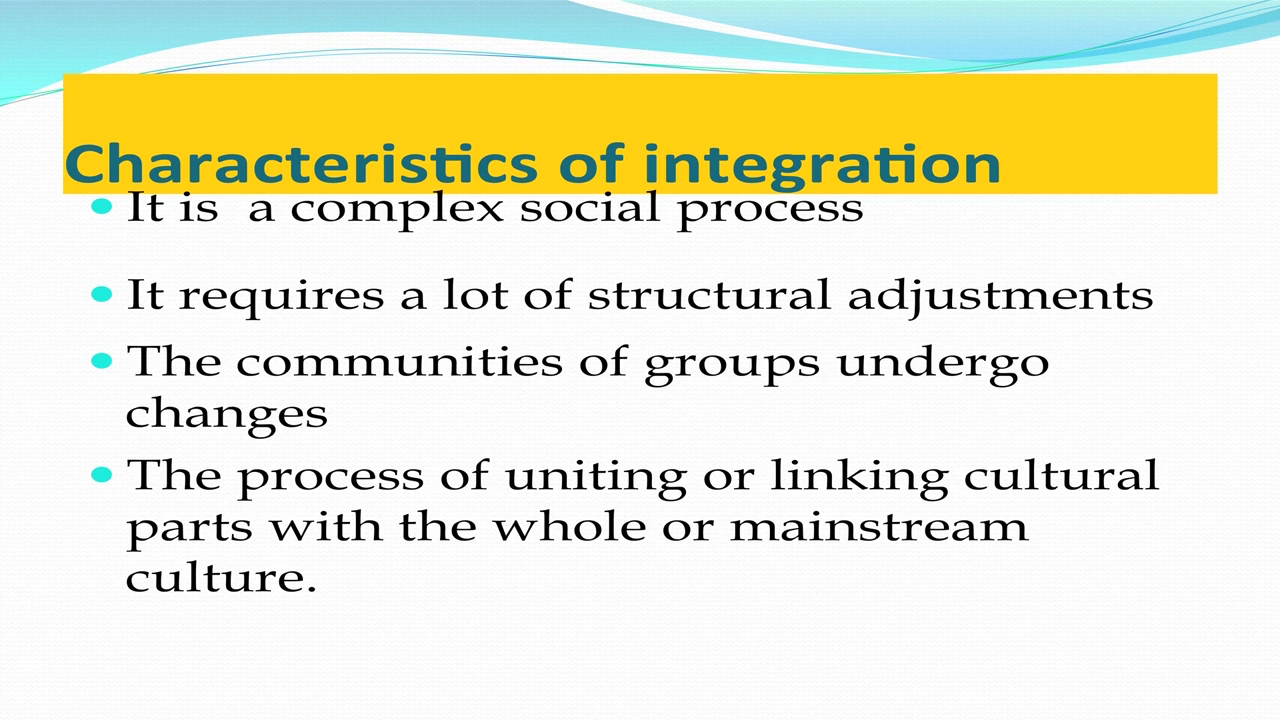 Characteristics of integration
It is  a complex social process
It requires a lot of structural adjustments
The communities of groups undergo
changes
The process of uniting or linking cultural
parts with the whole or mainstream
culture.